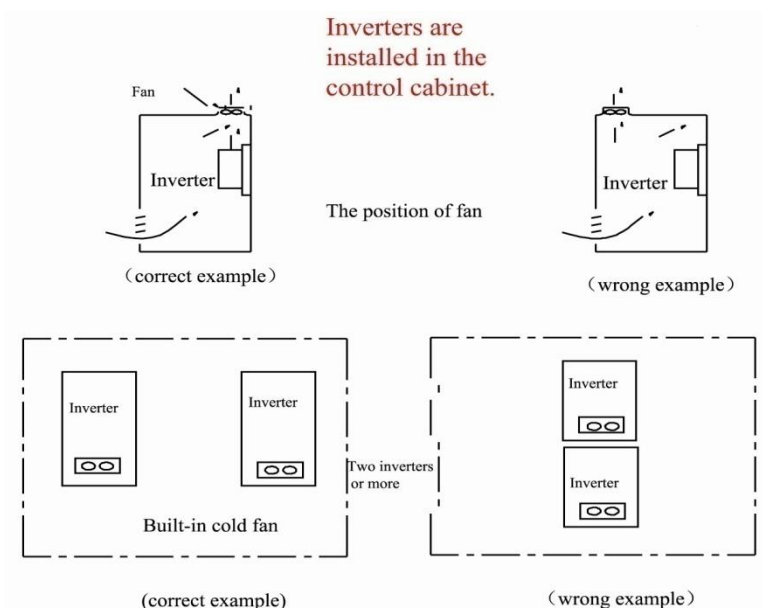 Inverters are
installed in the
control cabinet.
Fan
Inverter
Inverter
The position of fan
（correct example）
（wrong example）
Inverter
Inverter
Inverter
Two inverters
or more
Inverter
Built-in cold fan
(correct example)
（wrong example）